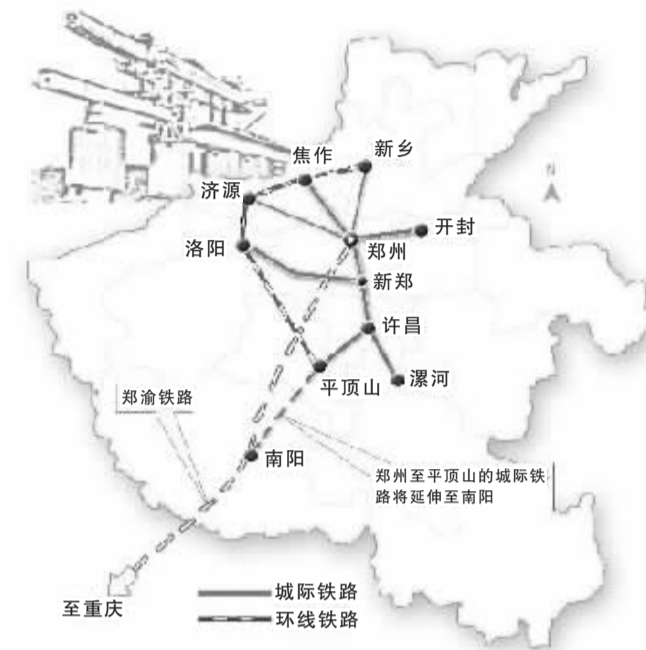 新乡
焦作
济源
N
开封
郑州
洛阳
新郑
许昌
平顶山
漯河
郑渝铁路
南阳
郑州至平顶山的城际铁
路将延伸至南阳
至重庆
城际铁路
环线铁路